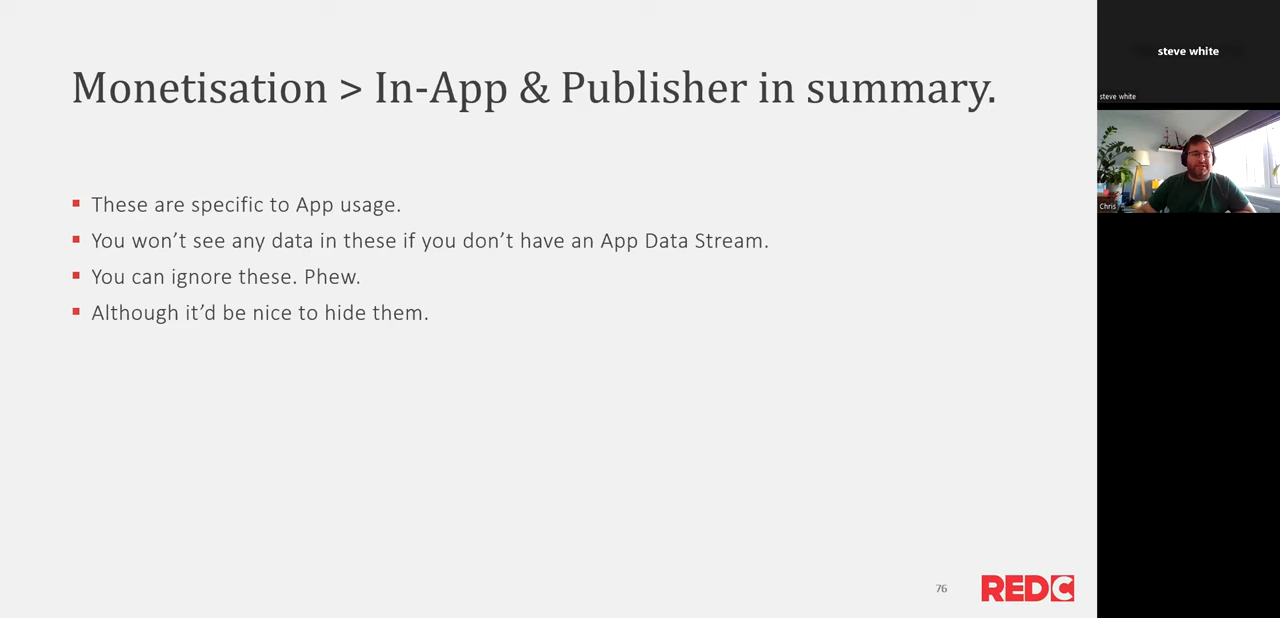 Monetisation > In-App & Publisher in summary.
These are specific to App usage.
You won’t see any data in these if you don’t have an App Data Stream.
You can ignore these. Phew.
Although it’d be nice to hide them.
76
REDC
steve white
steve white
Chris